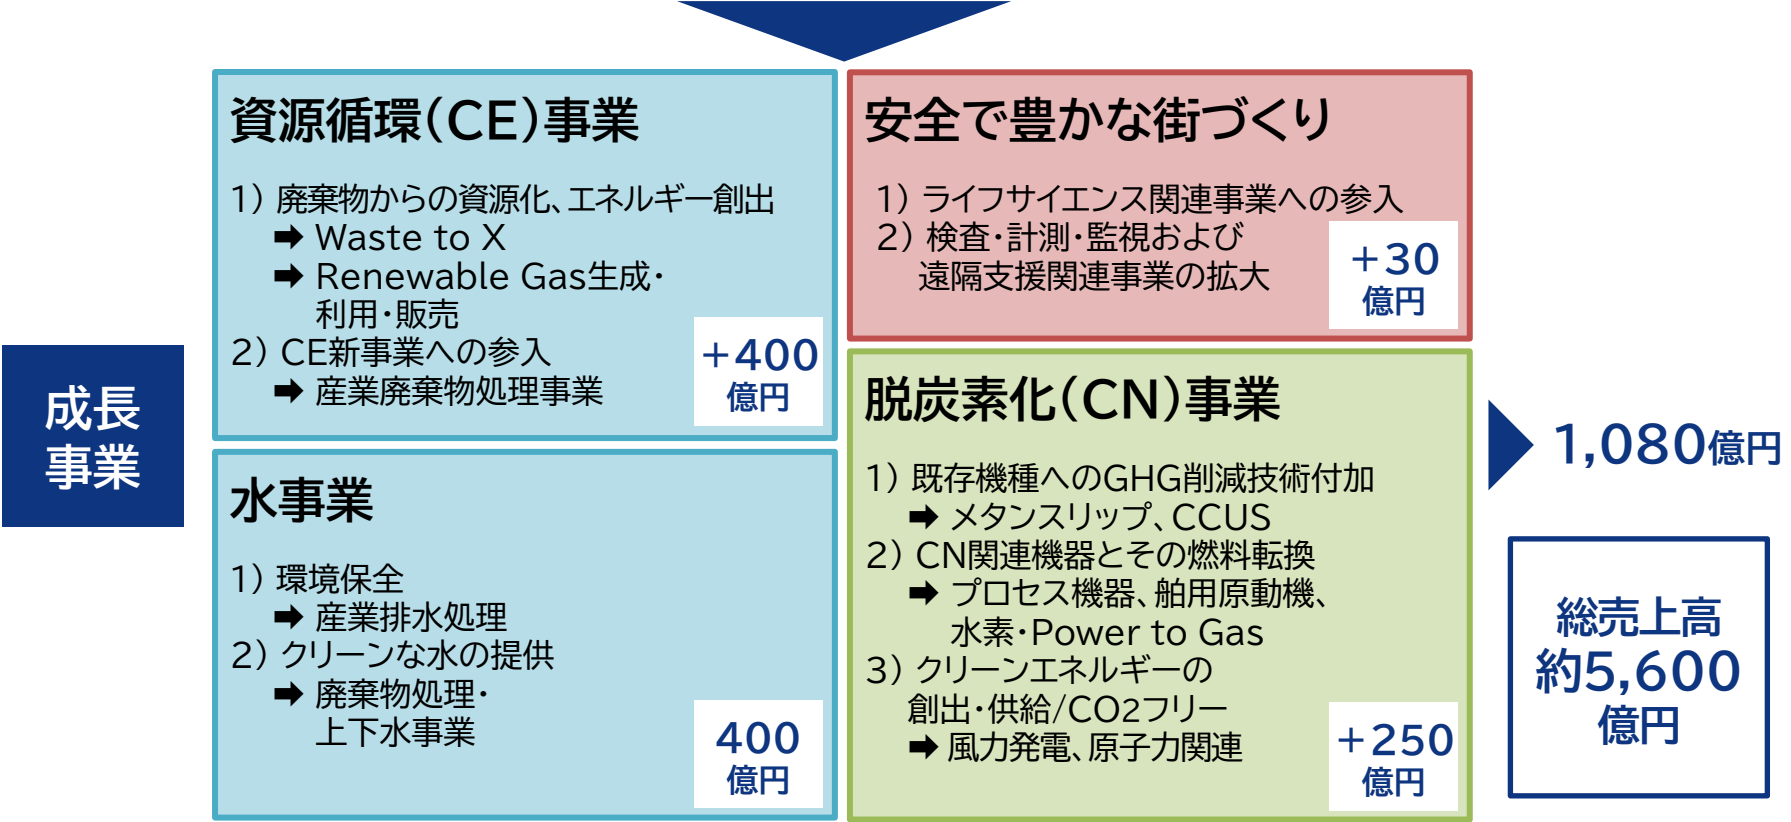 成長
事業
資源循環(CE)事業
1) 廃棄物からの資源化、エネルギー創出
➡ Waste to X
➡ Renewable Gas生成・
利用・販売
2) CE新事業への参入
➡ 産業廃棄物処理事業
+400
億円
水事業
1) 環境保全
➡ 産業排水処理
2) クリーンな水の提供
➡ 廃棄物処理・
上下水事業
400
億円
安全で豊かな街づくり
1) ライフサイエンス関連事業への参入
2) 検査・計測・監視および
遠隔支援関連事業の拡大
+30
億円
脱炭素化(CN)事業
1) 既存機種へのGHG削減技術付加
➡ メタンスリップ、CCUS
2) CN関連機器とその燃料転換
➡ プロセス機器、舶用原動機、
水素・Power to Gas
3) クリーンエネルギーの
創出・供給/CO2フリー
➡ 風力発電、原子力関連
+250
億円
1,080億円
総売上高
約5,600
億円